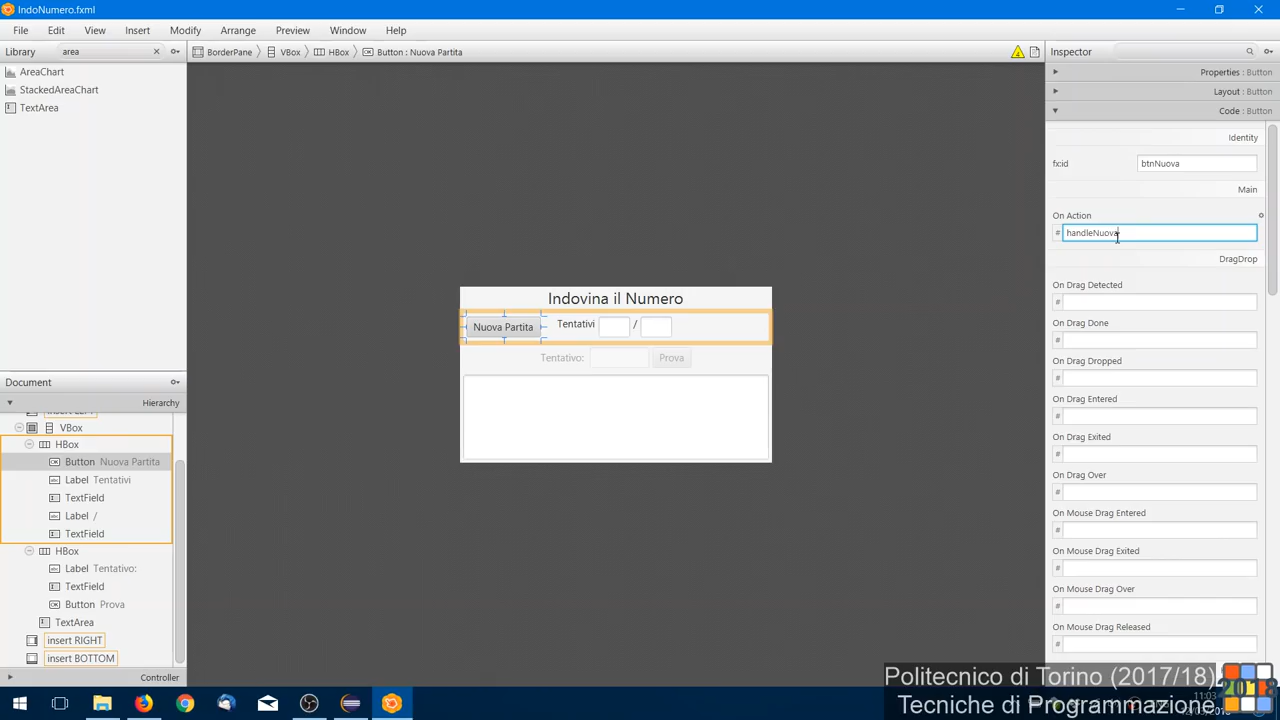 IndoNumero.fxml
File Edit View Insert Modify Arrange Preview Window Help
Library area
BorderPane VBox HBox Button : Nuova Partita
Inspector
AreaChart
StackedAreaChart
TextArea
Properties : Button
Layout : Button
Code : Button
Identity
fx:id btnNuova
Main
On Action
# handleNuova
DragDrop
On Drag Detected
#
On Drag Done
#
On Drag Dropped
#
On Drag Entered
#
On Drag Exited
#
On Drag Over
#
On Mouse Drag Entered
#
On Mouse Drag Exited
#
On Mouse Drag Over
#
On Mouse Drag Released
#
Indovina il Numero
Nuova Partita Tentativi /
Tentativo: Prova
Document
Hierarchy
insert LEFT
VBox
HBox
Button Nuova Partita
Label Tentativi
TextField
Label /
TextField
HBox
Label Tentativo:
TextField
Button Prova
TextArea
insert RIGHT
insert BOTTOM
Controller
Politecnico di Torino (2017/18)
Tecniche di Programmazione
2018
11:03